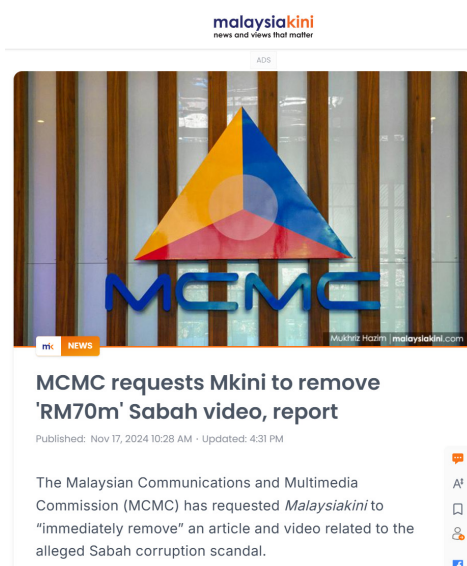 malaysiakini
news and views that matter
ADS
MCMC
Mukhriz Hazim | malaysiakini.com
mk NEWS
MCMC requests Mkini to remove
'RM70m' Sabah video, report
Published: Nov 17, 2024 10:28 AM · Updated: 4:31 PM
The Malaysian Communications and Multimedia
Commission (MCMC) has requested Malaysiakini to
“immediately remove” an article and video related to the
alleged Sabah corruption scandal.
A